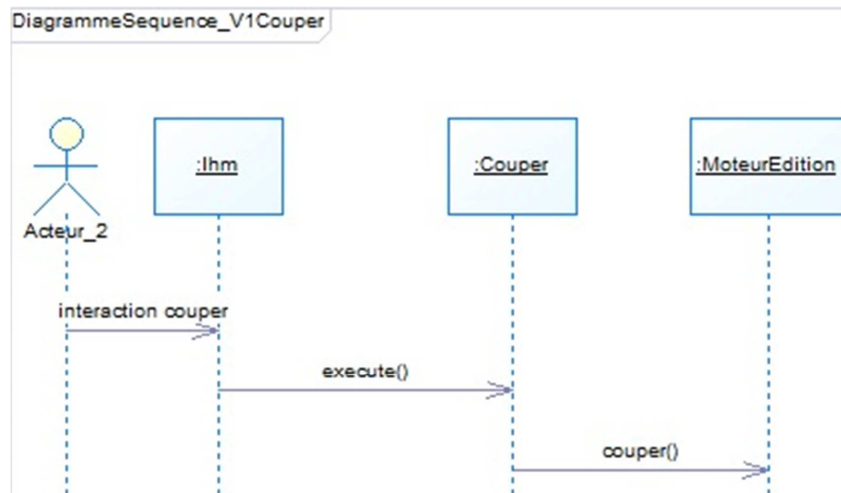 DiagrammeSequence_V1Couper
:Ihm
:Couper
:MoteurEdition
Acteur_2
interaction couper
execute()
couper()